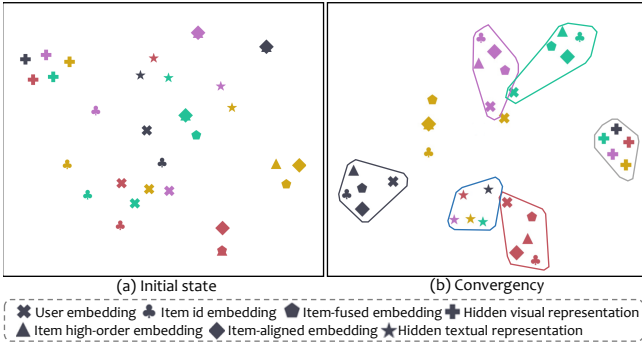 (a) Initial state
(b) Convergency
User embedding Item id embedding Item-fused embedding Hidden visual representation
Item high-order embedding Item-aligned embedding Hidden textual representation